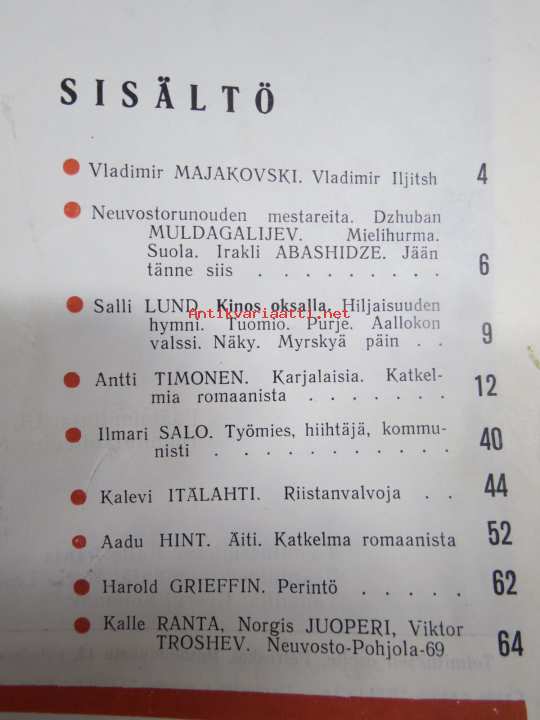 SISÄLTÖ
Vladimir MAJAKOVSKI. Vladimir Iljitsh 4
Neuvostorunouden mestareita. Dzhuban
MULDAGALIJEV. Mielihurma.
Suola. Irakli ABASHIDZE. Jään
tänne siis . . . . . . . . 6
Salli LUND. Kinos oksalla. Hiljaisuuden
Antikvariaatti.net
hymni. Tuomio. Purje. Aallokon
valssi. Näky. Myrskyä päin . . 9
Antti TIMONEN. Karjalaisia. Katkel-
mia romaanista . . . . . . . 12
Ilmari SALO. Työmies, hiihtäjä, kommu-
nisti . . . . . . . . . . . 40
Kalevi ITÄLAHTI. Riistanvalvoja . . 44
Aadu HINT. Äiti. Katkelma romaanista 52
Harold GRIEFFIN. Perintö . . . . . 62
Kalle RANTA, Norgis JUOPERI, Viktor
TROSHEV. Neuvosto-Pohjola-69 64